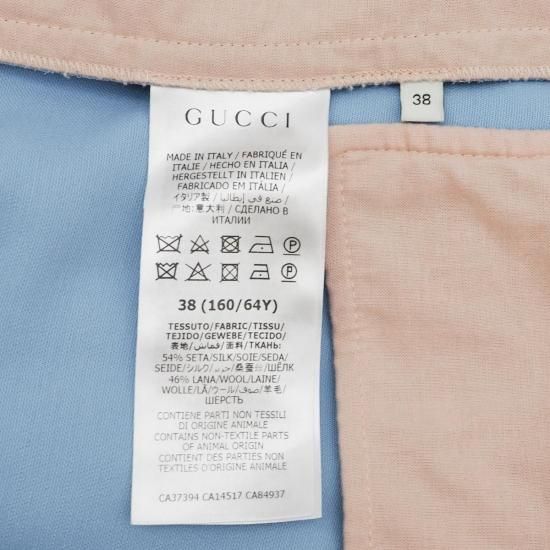 GUCCI
38
MADE IN ITALY / FABRIQUÉ EN
ITALIE / HECHO EN ITALIA /
HERGESTELLT IN ITALIEN /
FABRICADO EM ITÁLIA /
イタリア製 / صنع في إيطاليا /
产地:意大利 / СДЕЛАНО В
ИТАЛИИ
38 (160/64Y)
TESSUTO/FABRIC/TISSU/
TEJIDO/GEWEBE/TECIDO/
表地/قماش/面料/ТКАНЬ:
54% SETA/SILK/SOIE/SEDA/
SEIDE/シルク/حرير/桑蚕丝/ШЁЛК
46% LANA/WOOL/LAINE/
WOLLE/LÃ/ウール/صوف/羊毛/
ШЕРСТЬ
CONTIENE PARTI NON TESSILI
DI ORIGINE ANIMALE
CONTAINS NON-TEXTILE PARTS
OF ANIMAL ORIGIN
CONTIENT DES PARTIES NON
TEXTILES D'ORIGINE ANIMALE
CA37394 CA14517 CA84937